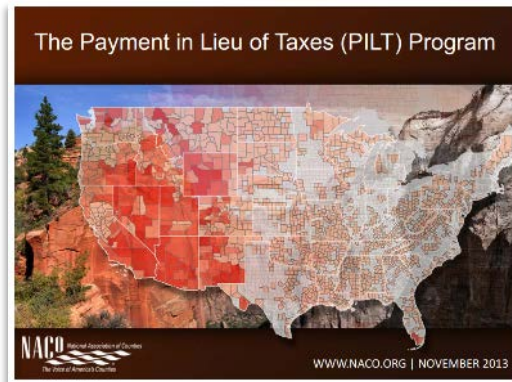 The Payment in Lieu of Taxes (PILT) Program
NACO National Association of Counties
The Voice of America's Counties
WWW.NACO.ORG | NOVEMBER 2013